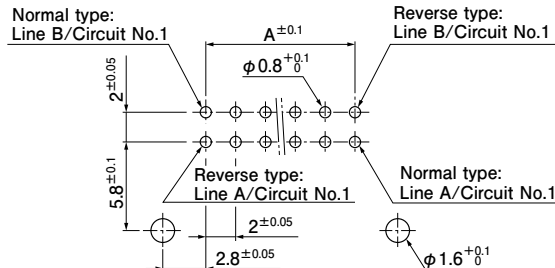 Normal type:
Line B/Circuit No.1
Reverse type:
Line B/Circuit No.1
A±0.1
φ0.8 +0.1 0
2±0.05
5.8±0.1
Reverse type:
Line A/Circuit No.1
Normal type:
Line A/Circuit No.1
2±0.05
2.8±0.05
φ1.6 +0.1 0